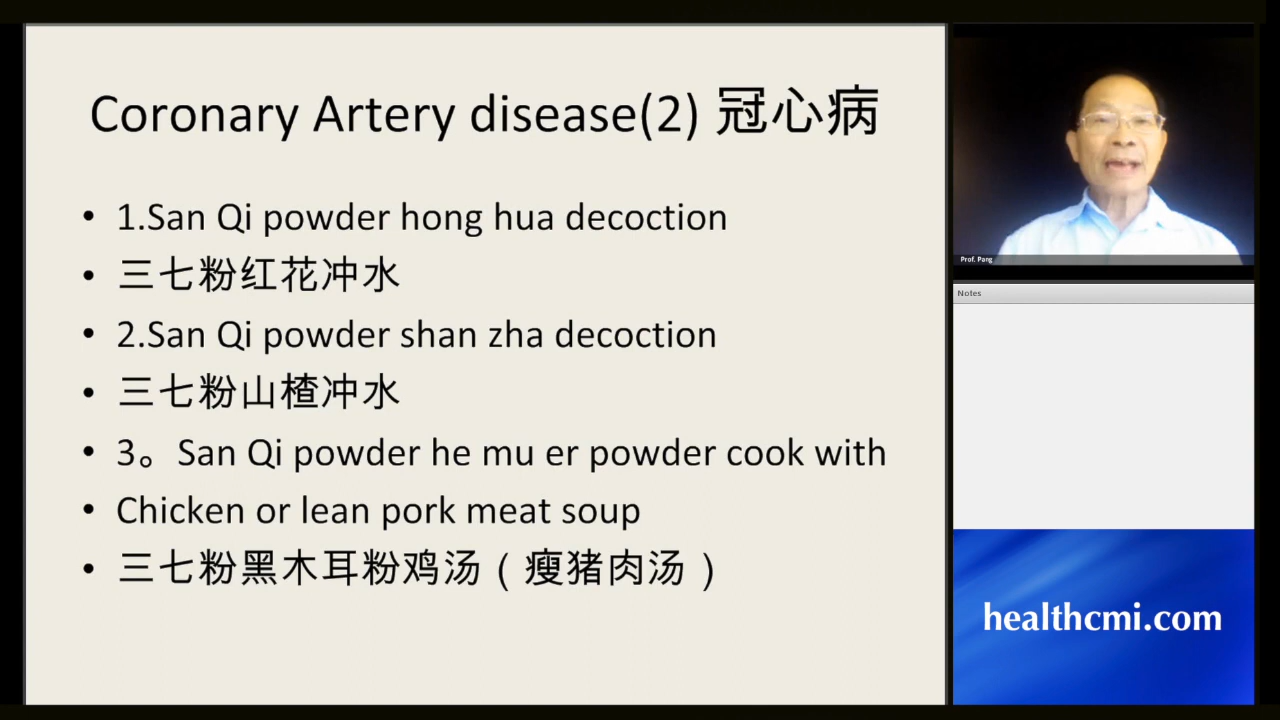 Coronary Artery disease(2) 冠心病
• 1.San Qi powder hong hua decoction
• 三七粉红花冲水
• 2.San Qi powder shan zha decoction
• 三七粉山楂冲水
• 3。San Qi powder he mu er powder cook with
• Chicken or lean pork meat soup
• 三七粉黑木耳粉鸡汤（瘦猪肉汤）
Prof. Pang
Notes
healthcmi.com